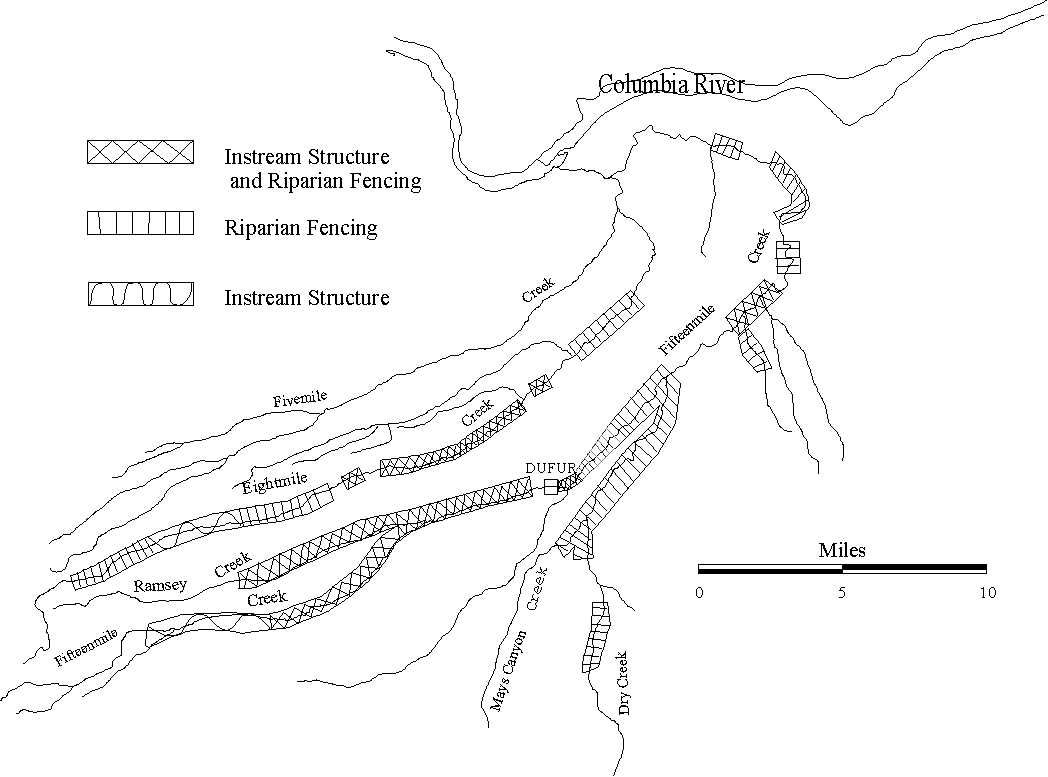 Columbia River
Instream Structure
and Riparian Fencing
Riparian Fencing
Instream Structure
Creek
Creek
Fifteenmile
Fivemile
Creek
DUFUR
Eightmile
Miles
Creek
Ramsey
Creek
Creek
0
5
10
Fifteenmile
Mays Canyon
Dry Creek